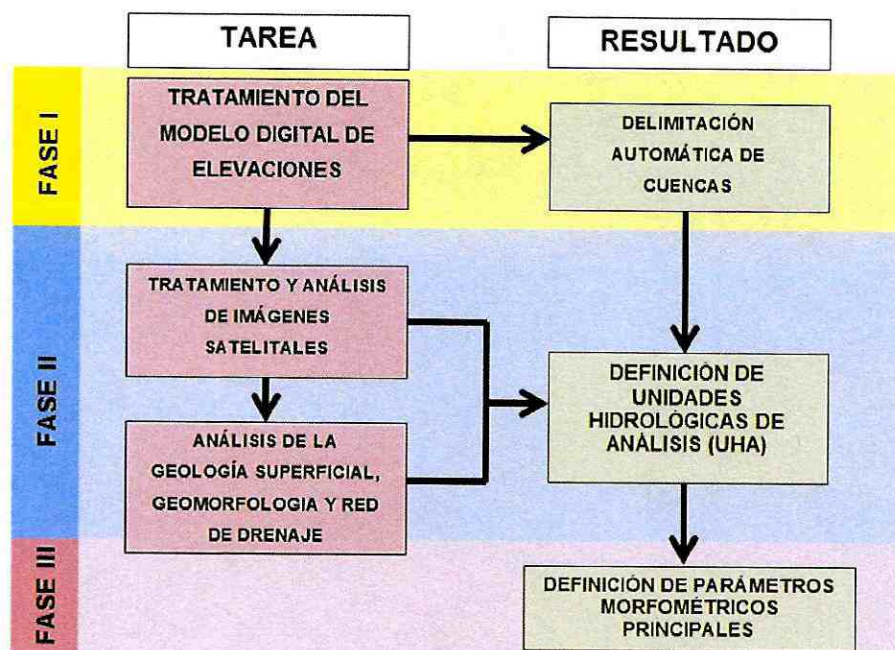 TAREA
RESULTADO
FASE I
TRATAMIENTO DEL
MODELO DIGITAL DE
ELEVACIONES
DELIMITACIÓN
AUTOMÁTICA DE
CUENCAS
FASE II
TRATAMIENTO Y ANÁLISIS
DE IMÁGENES
SATELITALES
ANÁLISIS DE LA
GEOLOGÍA SUPERFICIAL,
GEOMORFOLOGIA Y RED
DE DRENAJE
DEFINICIÓN DE
UNIDADES
HIDROLÓGICAS DE
ANÀLISIS (UHA)
FASE III
DEFINICIÓN DE PARÁMETROS
MORFOMÉTRICOS
PRINCIPALES